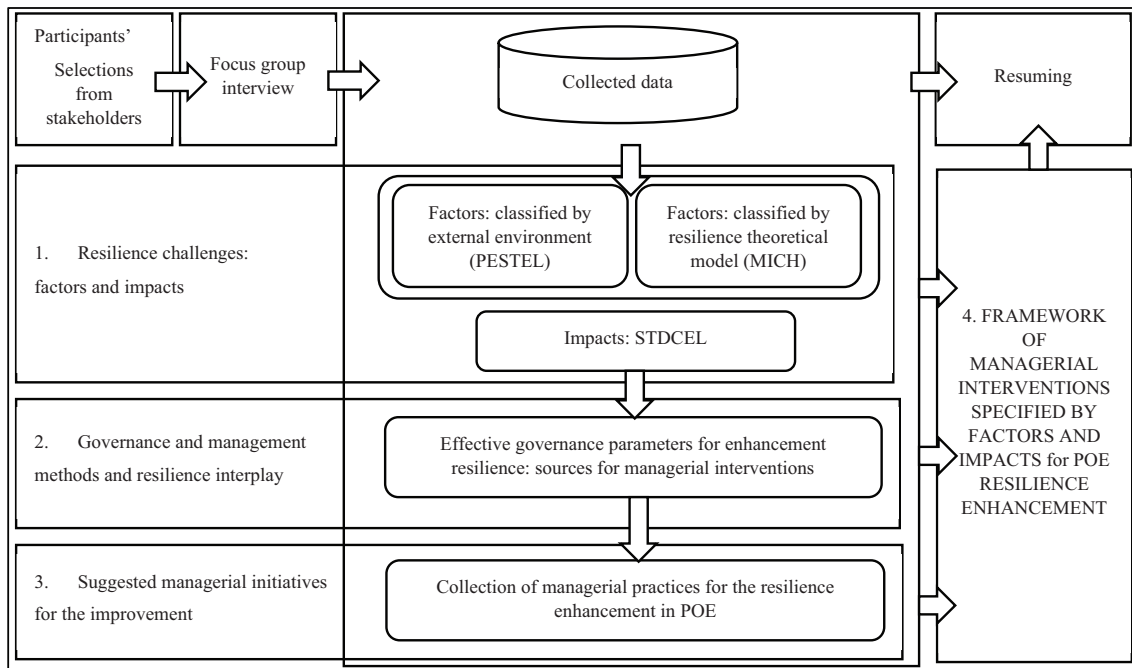 Participants’
Selections
from
stakeholders
Focus group
interview
Collected data
Resuming
1. Resilience challenges:
factors and impacts
Factors: classified by
external environment
(PESTEL)
Factors: classified by
resilience theoretical
model (MICH)
Impacts: STDCEL
2. Governance and management
methods and resilience interplay
Effective governance parameters for enhancement
resilience: sources for managerial interventions
3. Suggested managerial initiatives
for the improvement
Collection of managerial practices for the resilience
enhancement in POE
4. FRAMEWORK
OF
MANAGERIAL
INTERVENTIONS
SPECIFIED BY
FACTORS AND
IMPACTS for POE
RESILIENCE
ENHANCEMENT